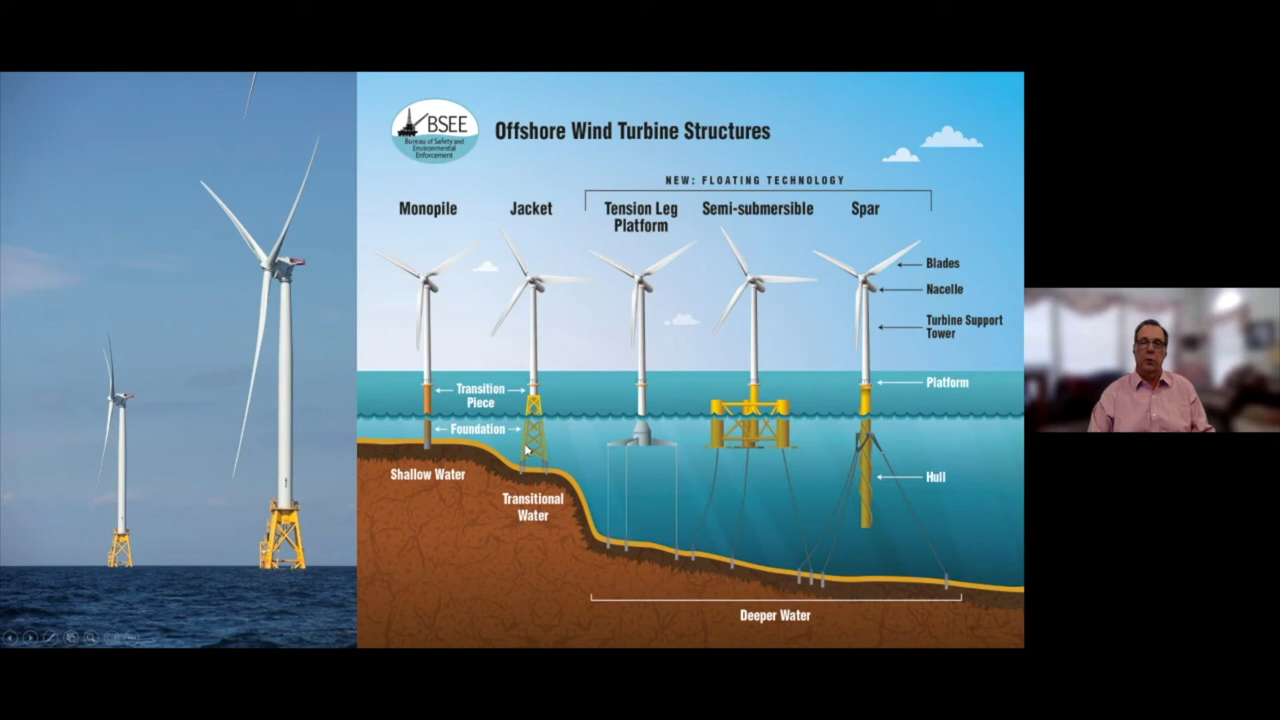 BSEE
Bureau of Safety and
Environmental
Enforcement
Offshore Wind Turbine Structures
NEW: FLOATING TECHNOLOGY
Monopile
Jacket
Tension Leg
Platform
Semi-submersible
Spar
Blades
Nacelle
Turbine Support
Tower
Transition
Piece
Platform
Foundation
Hull
Shallow Water
Transitional
Water
Deeper Water